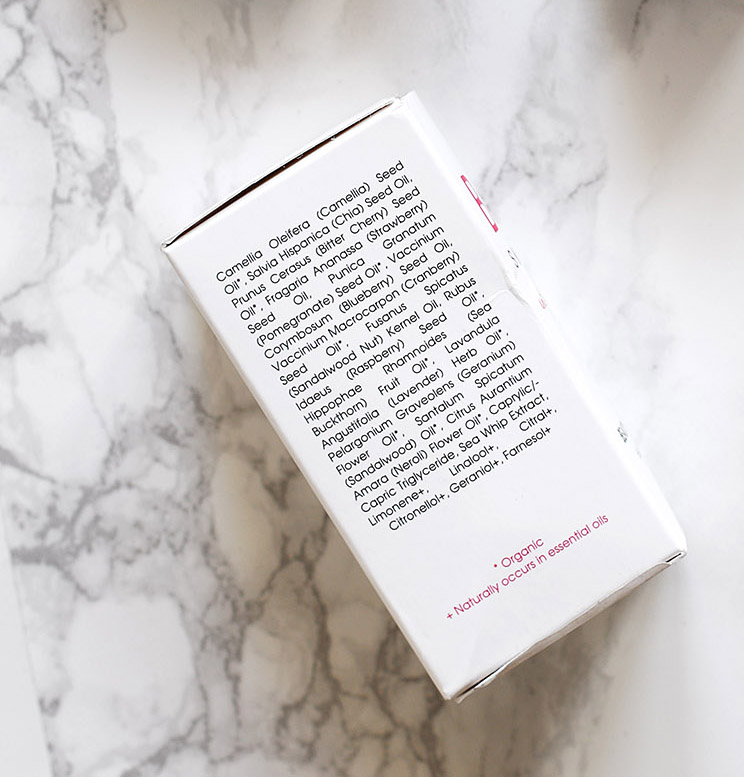 Camellia Oleifera (Camellia) Seed
Oil*, Salvia Hispanica (Chia) Seed Oil,
Prunus Cerasus (Bitter Cherry) Seed
Oil*, Fragaria Ananassa (Strawberry)
Seed Oil, Punica Granatum
(Pomegranate) Seed Oil*, Vaccinium
Corymbosum (Blueberry) Seed Oil,
Vaccinium Macrocarpon (Cranberry)
Seed Oil*, Fusanus Spicatus
(Sandalwood Nut) Kernel Oil, Rubus
Idaeus (Raspberry) Seed Oil*,
Hippophae Rhamnoides (Sea
Buckthorn) Fruit Oil*, Lavandula
Angustifolia (Lavender) Herb Oil*,
Pelargonium Graveolens (Geranium)
Flower Oil*, Santalum Spicatum
(Sandalwood) Oil*, Citrus Aurantium
Amara (Neroli) Flower Oil*, Caprylic/-
Capric Triglyceride, Sea Whip Extract,
Limonene+, Linalool+, Citral+,
Citronellol+, Geraniol+, Farnesol+
* Organic
+ Naturally occurs in essential oils